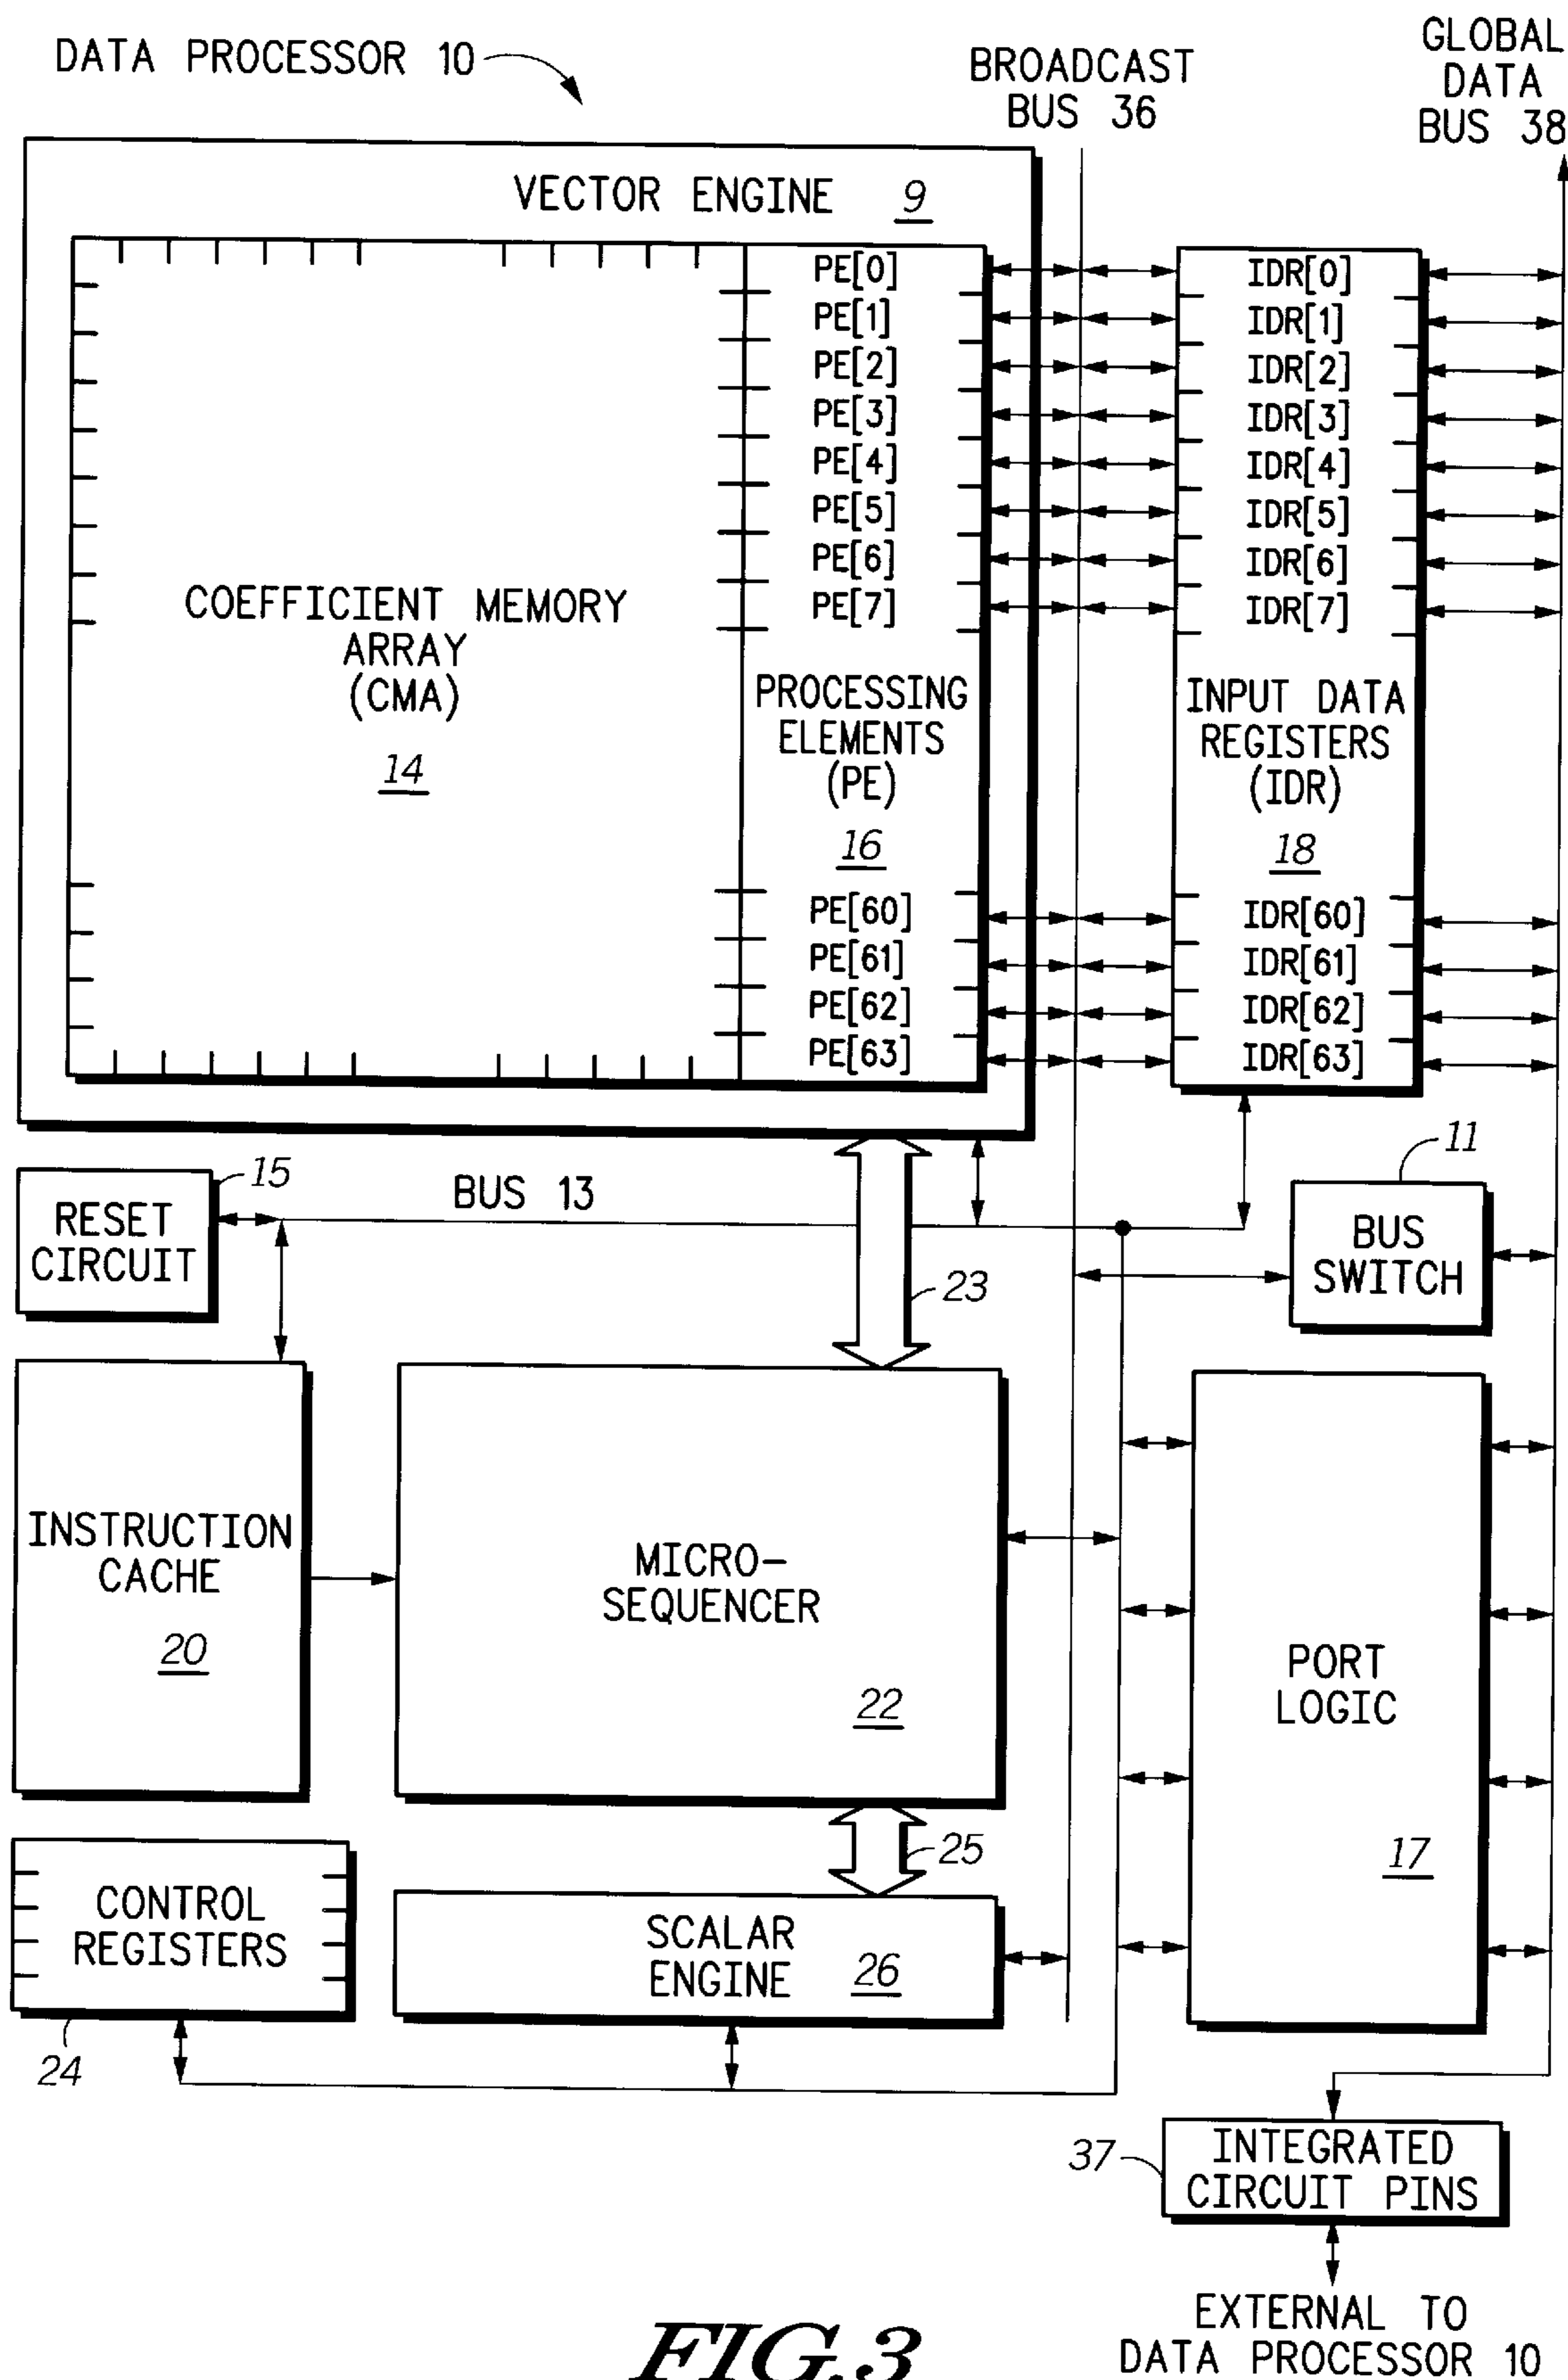 DATA PROCESSOR 10
BROADCAST
BUS 36
GLOBAL
DATA
BUS 38
VECTOR ENGINE 9
COEFFICIENT MEMORY
ARRAY
(CMA)
14
PE[0]
PE[1]
PE[2]
PE[3]
PE[4]
PE[5]
PE[6]
PE[7]
PROCESSING
ELEMENTS
(PE)
16
PE[60]
PE[61]
PE[62]
PE[63]
IDR[0]
IDR[1]
IDR[2]
IDR[3]
IDR[4]
IDR[5]
IDR[6]
IDR[7]
INPUT DATA
REGISTERS
(IDR)
18
IDR[60]
IDR[61]
IDR[62]
IDR[63]
RESET
CIRCUIT
15
BUS 13
23
11
BUS
SWITCH
INSTRUCTION
CACHE
20
MICRO-
SEQUENCER
22
PORT
LOGIC
17
25
CONTROL
REGISTERS
24
SCALAR
ENGINE 26
37
INTEGRATED
CIRCUIT PINS
EXTERNAL TO
DATA PROCESSOR 10
FIG.3